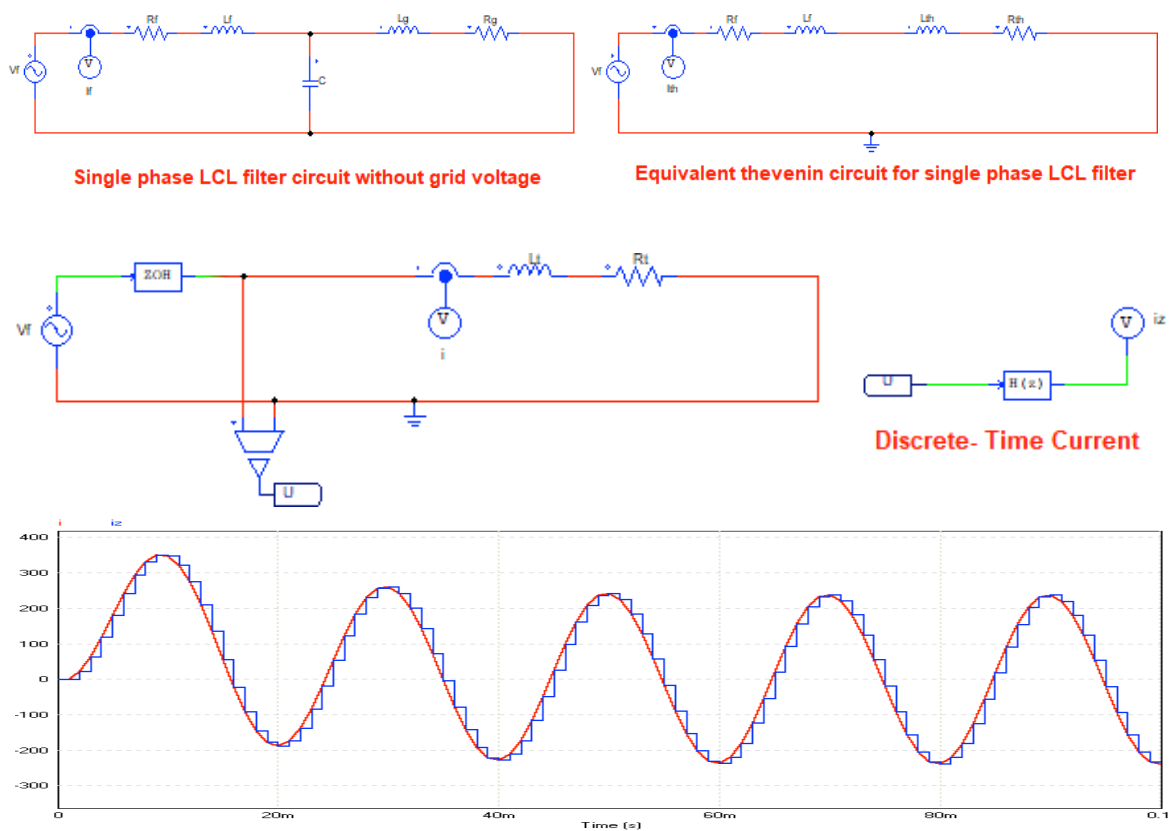 Rf Lf Lg Rg
Vf V C
If
Rf Lf Lth Rth
Vf V
Ith
Single phase LCL filter circuit without grid voltage
Equivalent thevenin circuit for single phase LCL filter
ZOH Lt Rt
Vf V
i
U
V iz
U H(z)
Discrete- Time Current
i iz
400
300
200
100
0
-100
-200
-300
0 20m 40m 60m 80m 0.1
Time (s)